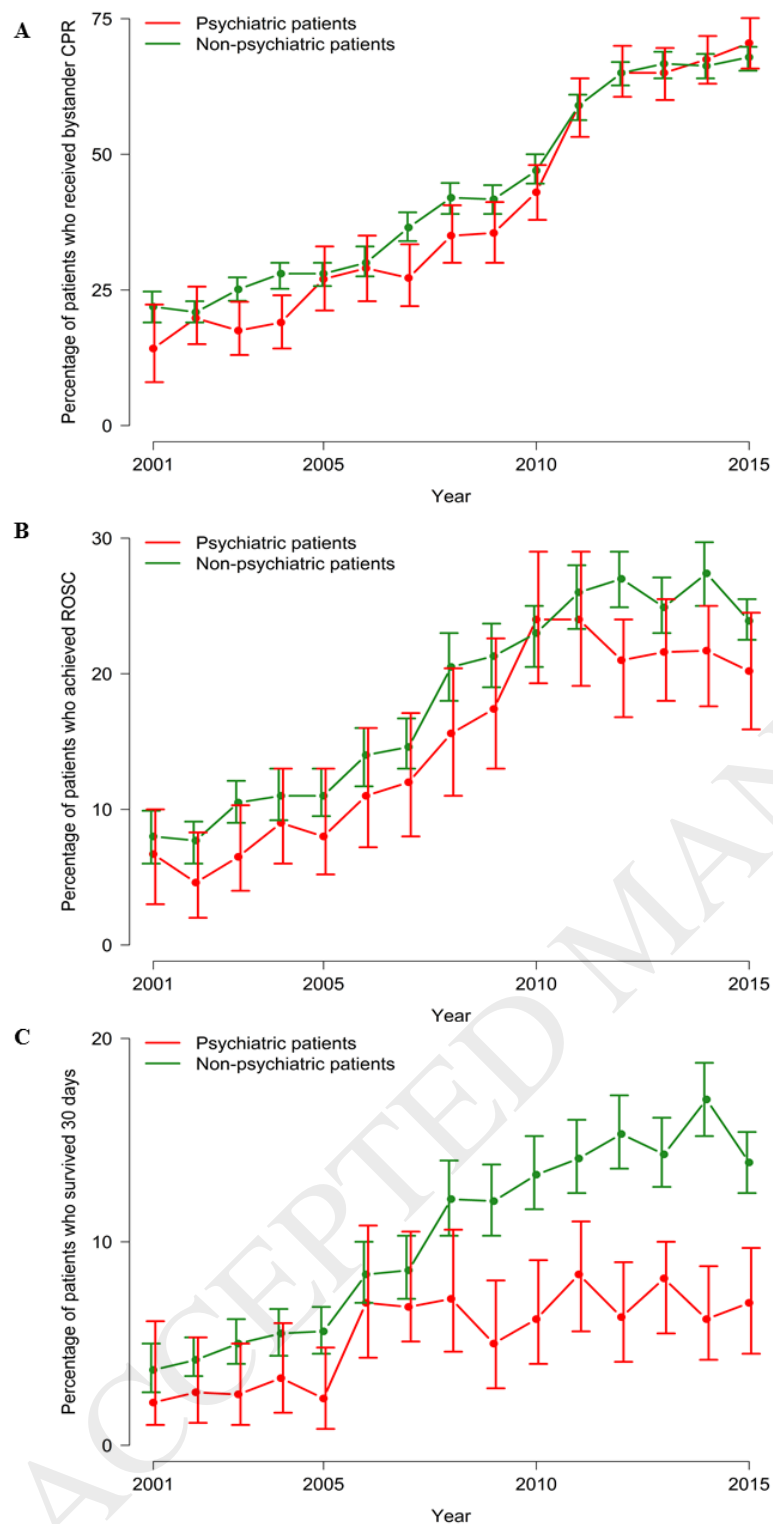 A
Percentage of patients who received bystander CPR
75
50
25
0
Psychiatric patients
Non-psychiatric patients
2001 2005 2010 2015
Year
B
Percentage of patients who achieved ROSC
30
20
10
0
Psychiatric patients
Non-psychiatric patients
2001 2005 2010 2015
Year
C
Percentage of patients who survived 30 days
20
10
0
Psychiatric patients
Non-psychiatric patients
2001 2005 2010 2015
Year
ACCEPTED MAN